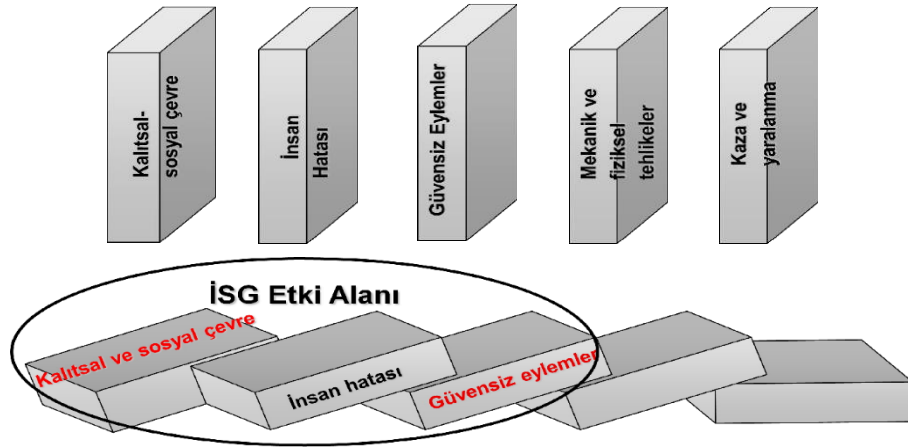 Kalıtsal-
sosyal çevre
İnsan
Hatası
Güvensiz Eylemler
Mekanik ve
fiziksel
tehlikeler
Kaza ve
yaralanma
İSG Etki Alanı
Kalıtsal ve sosyal çevre
İnsan hatası
Güvensiz eylemler